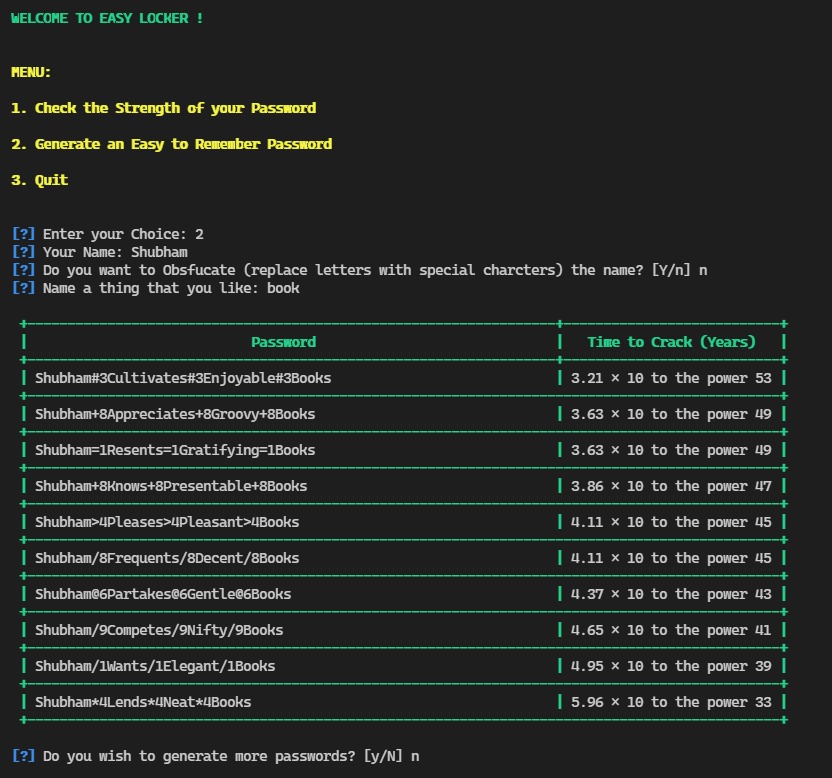 WELCOME TO EASY LOCKER !
MENU:
1. Check the Strength of your Password
2. Generate an Easy to Remember Password
3. Quit
[?] Enter your Choice: 2
[?] Your Name: Shubham
[?] Do you want to Obsfucate (replace letters with special charcters) the name? [Y/n] n
[?] Name a thing that you like: book
Password | Time to Crack (Years)
Shubham#3Cultivates#3Enjoyable#3Books | 3.21 × 10 to the power 53
Shubham+8Appreciates+8Groovy+8Books | 3.63 × 10 to the power 49
Shubham=1Resents=1Gratifying=1Books | 3.63 × 10 to the power 49
Shubham+8Knows+8Presentable+8Books | 3.86 × 10 to the power 47
Shubham>4Pleases>4Pleasant>4Books | 4.11 × 10 to the power 45
Shubham/8Frequents/8Decent/8Books | 4.11 × 10 to the power 45
Shubham@6Partakes@6Gentle@6Books | 4.37 × 10 to the power 43
Shubham/9Competes/9Nifty/9Books | 4.65 × 10 to the power 41
Shubham/1Wants/1Elegant/1Books | 4.95 × 10 to the power 39
Shubham*4Lends*4Neat*4Books | 5.96 × 10 to the power 33
[?] Do you wish to generate more passwords? [y/N] n